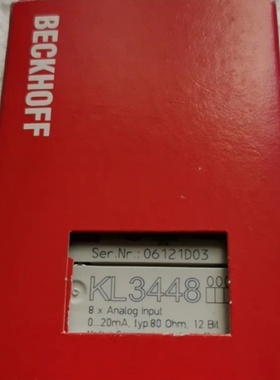 BECKHOFF
Ser.Nr.: 06121D03
KL3448
8 x Analog Input
0...20mA, typ.80 Ohm, 12 Bit